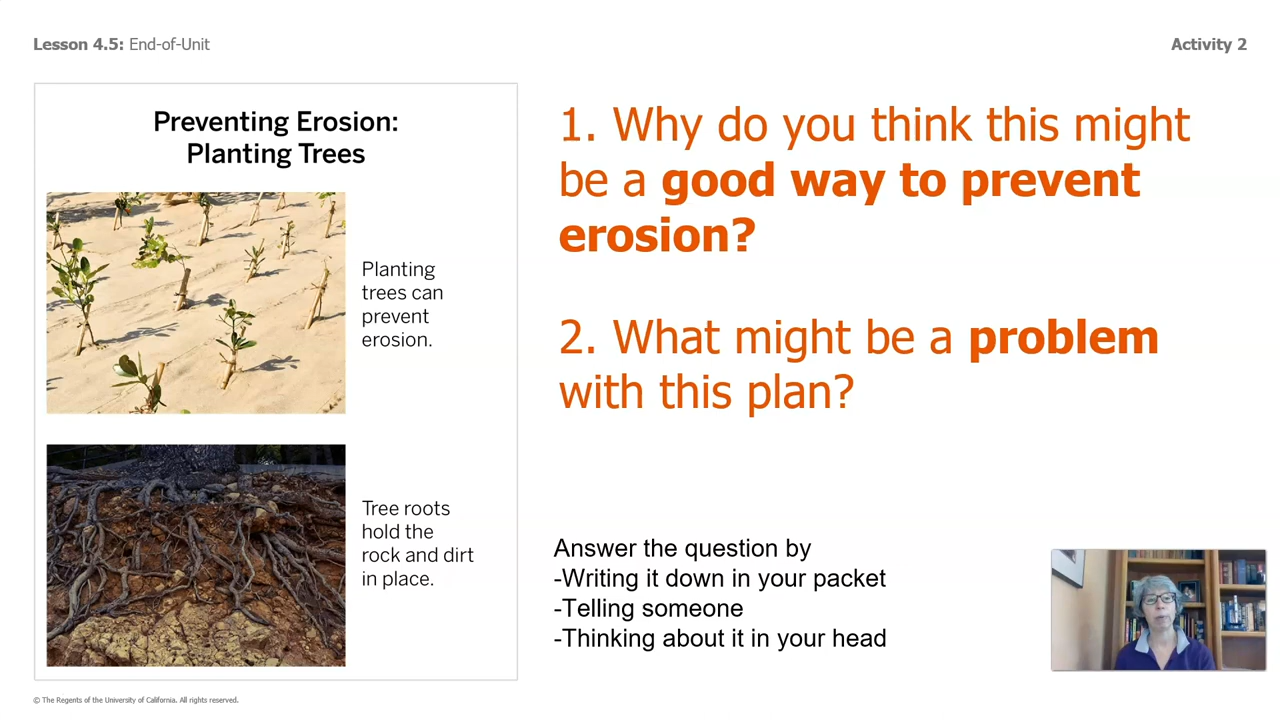 Lesson 4.5: End-of-Unit
Activity 2
Preventing Erosion:
Planting Trees
Planting
trees can
prevent
erosion.
Tree roots
hold the
rock and dirt
in place.
1. Why do you think this might
be a good way to prevent
erosion?
2. What might be a problem
with this plan?
Answer the question by
-Writing it down in your packet
-Telling someone
-Thinking about it in your head
© The Regents of the University of California. All rights reserved.